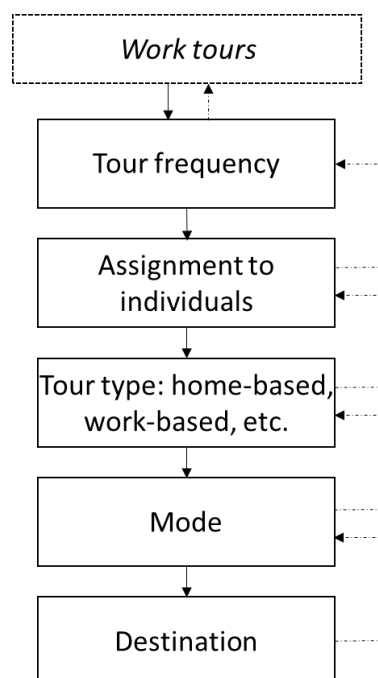 Work tours
Tour frequency
Assignment to
individuals
Tour type: home-based,
work-based, etc.
Mode
Destination